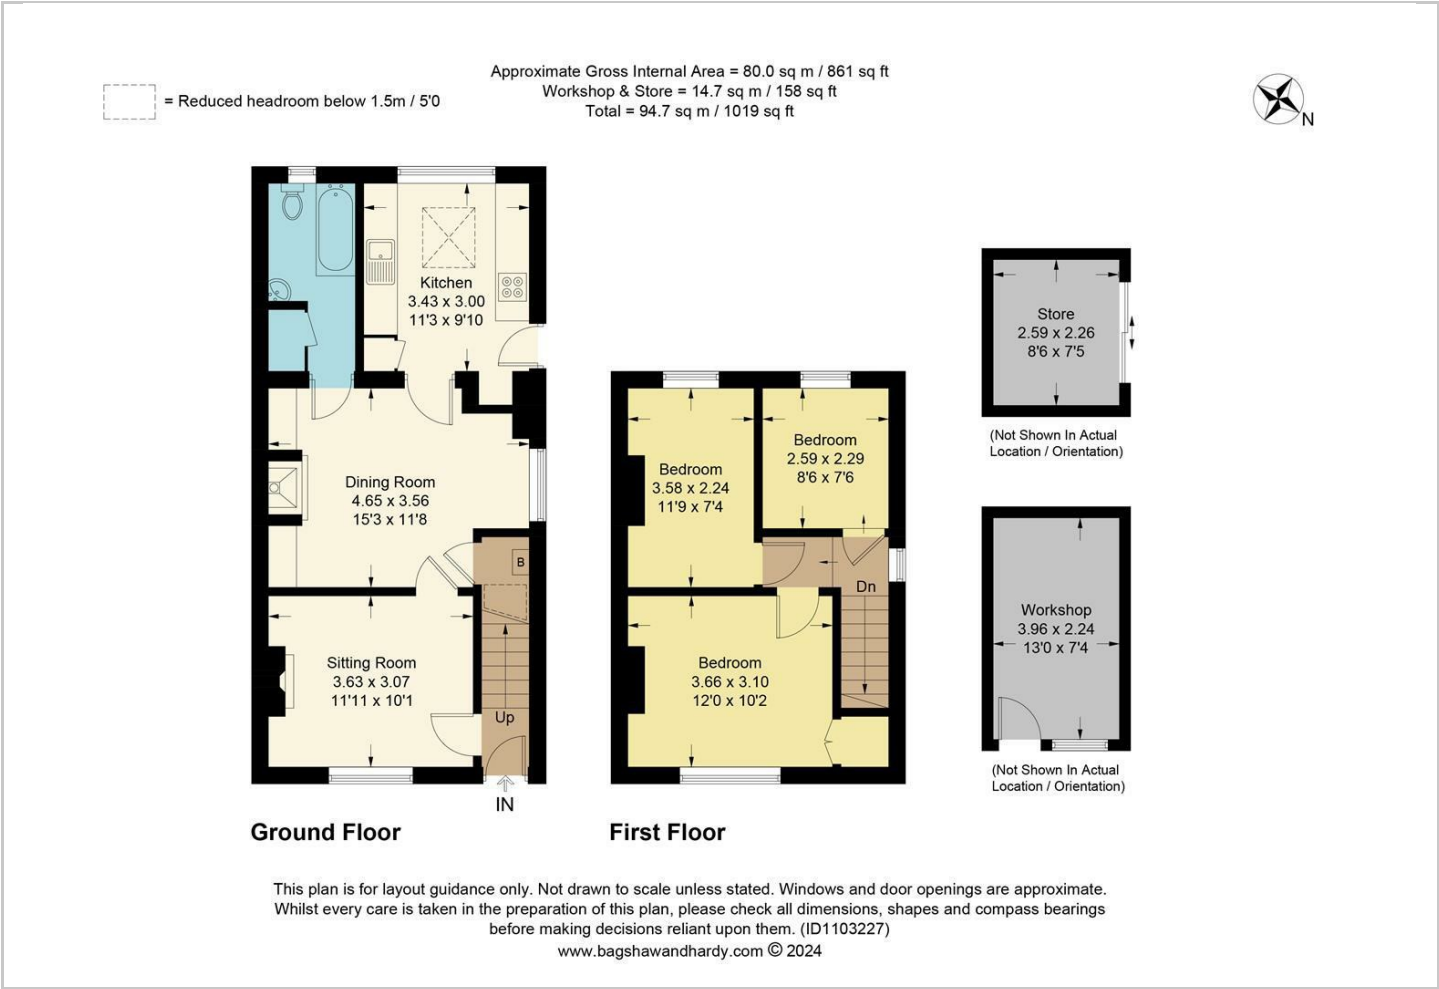 Approximate Gross Internal Area = 80.0 sq m / 861 sq ft
Workshop & Store = 14.7 sq m / 158 sq ft
Total = 94.7 sq m / 1019 sq ft
= Reduced headroom below 1.5m / 5'0
N
Kitchen
3.43 x 3.00
11'3 x 9'10
Dining Room
4.65 x 3.56
15'3 x 11'8
B
Sitting Room
3.63 x 3.07
11'11 x 10'1
Up
IN
Ground Floor
Bedroom
3.58 x 2.24
11'9 x 7'4
Bedroom
2.59 x 2.29
8'6 x 7'6
Dn
Bedroom
3.66 x 3.10
12'0 x 10'2
First Floor
Store
2.59 x 2.26
8'6 x 7'5
(Not Shown In Actual
Location / Orientation)
Workshop
3.96 x 2.24
13'0 x 7'4
(Not Shown In Actual
Location / Orientation)
This plan is for layout guidance only. Not drawn to scale unless stated. Windows and door openings are approximate.
Whilst every care is taken in the preparation of this plan, please check all dimensions, shapes and compass bearings
before making decisions reliant upon them. (ID1103227)
www.bagshawandhardy.com © 2024